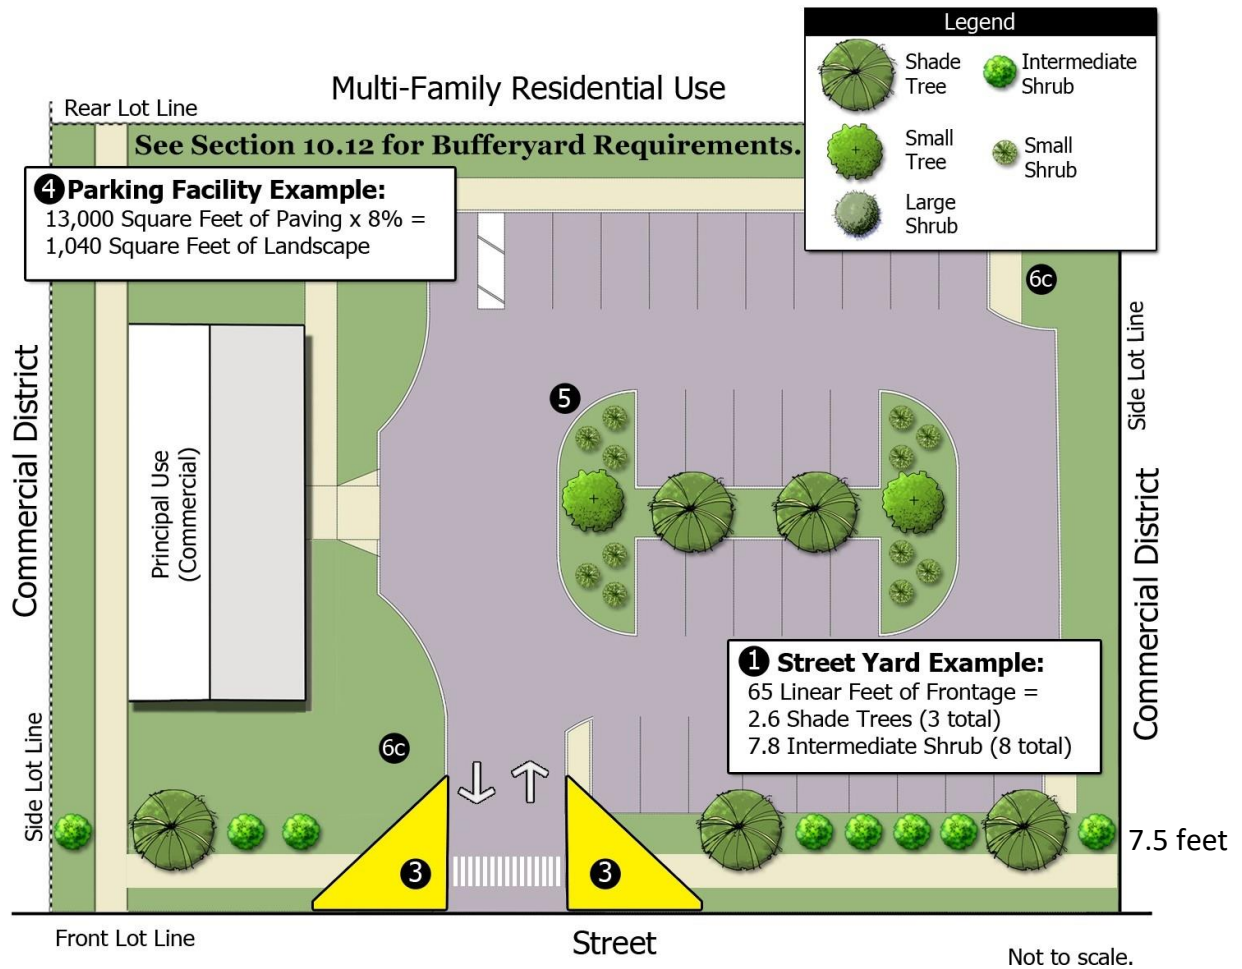 Legend
Shade
Tree
Intermediate
Shrub
Small
Tree
Small
Shrub
Large
Shrub
Multi-Family Residential Use
Rear Lot Line
See Section 10.12 for Bufferyard Requirements.
4 Parking Facility Example:
13,000 Square Feet of Paving x 8% =
1,040 Square Feet of Landscape
6c
Side Lot Line
Commercial District
5
Principal Use
(Commercial)
Commercial District
1 Street Yard Example:
65 Linear Feet of Frontage =
2.6 Shade Trees (3 total)
7.8 Intermediate Shrub (8 total)
6c
Side Lot Line
7.5 feet
3
3
Front Lot Line
Street
Not to scale.